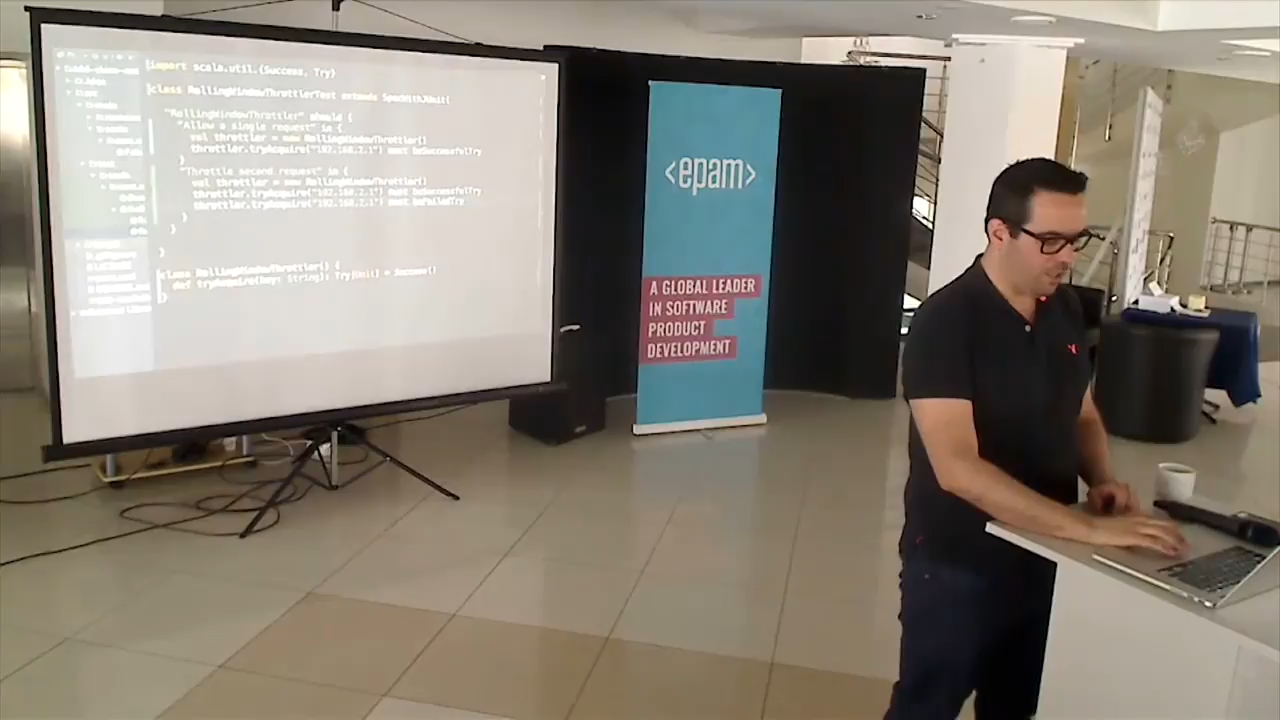 import scala.util.{Success, Try}
class RollingWindowThrottlerTest extends SpecWithJUnit{
"RollingWindowThrottler" should {
"Allow a single request" in {
val throttler = new RollingWindowThrottler()
throttler.tryAcquire("192.168.2.1") must beSuccessfulTry
}
"Throttle second request" in {
val throttler = new RollingWindowThrottler()
throttler.tryAcquire("192.168.2.1") must beSuccessfulTry
throttler.tryAcquire("192.168.2.1") must beFailedTry
}
}
}
class RollingWindowThrottler() {
def tryAcquire(key: String): Try[Unit] = Success()
}
<epam>
A GLOBAL LEADER
IN SOFTWARE
PRODUCT
DEVELOPMENT